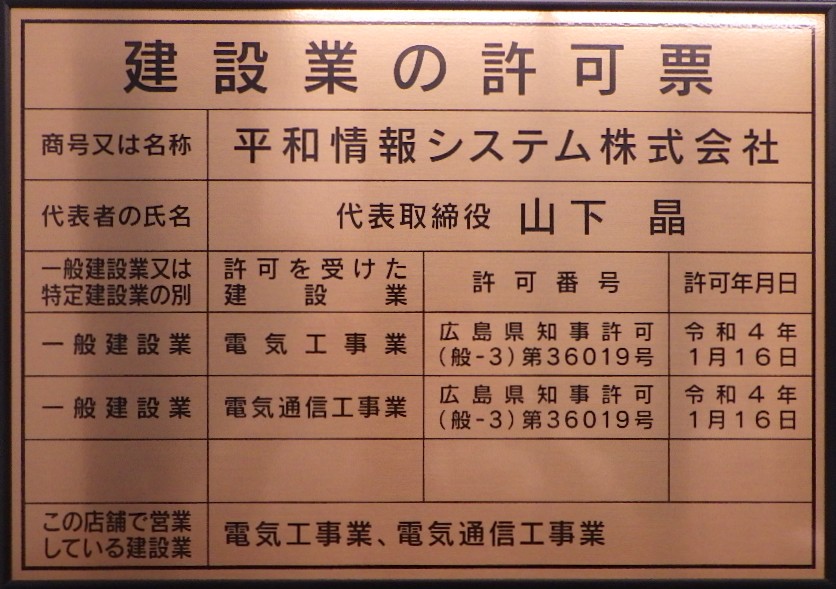 建設業の許可票
商号又は名称
平和情報システム株式会社
代表者の氏名
代表取締役 山下 晶
一般建設業又は
特定建設業の別
許可を受けた
建設業
許可番号
許可年月日
一般建設業
電気工事業
広島県知事許可
(般-3)第36019号
令和4年
1月16日
一般建設業
電気通信工事業
広島県知事許可
(般-3)第36019号
令和4年
1月16日
この店舗で営業
している建設業
電気工事業、電気通信工事業